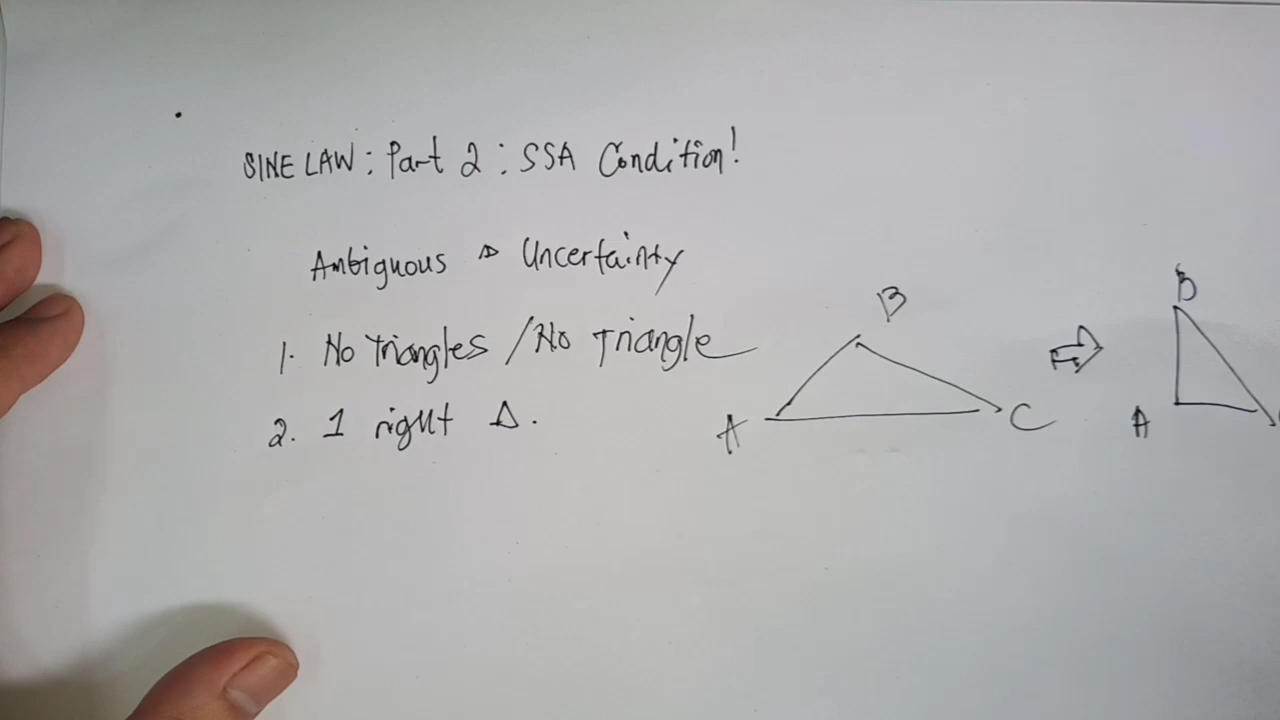 SINE LAW: Part 2: SSA Condition!
Ambiguous ▷ Uncertainty
1. No triangles / No Triangle
2. 1 right Δ.
B
A
C
⇨
B
A